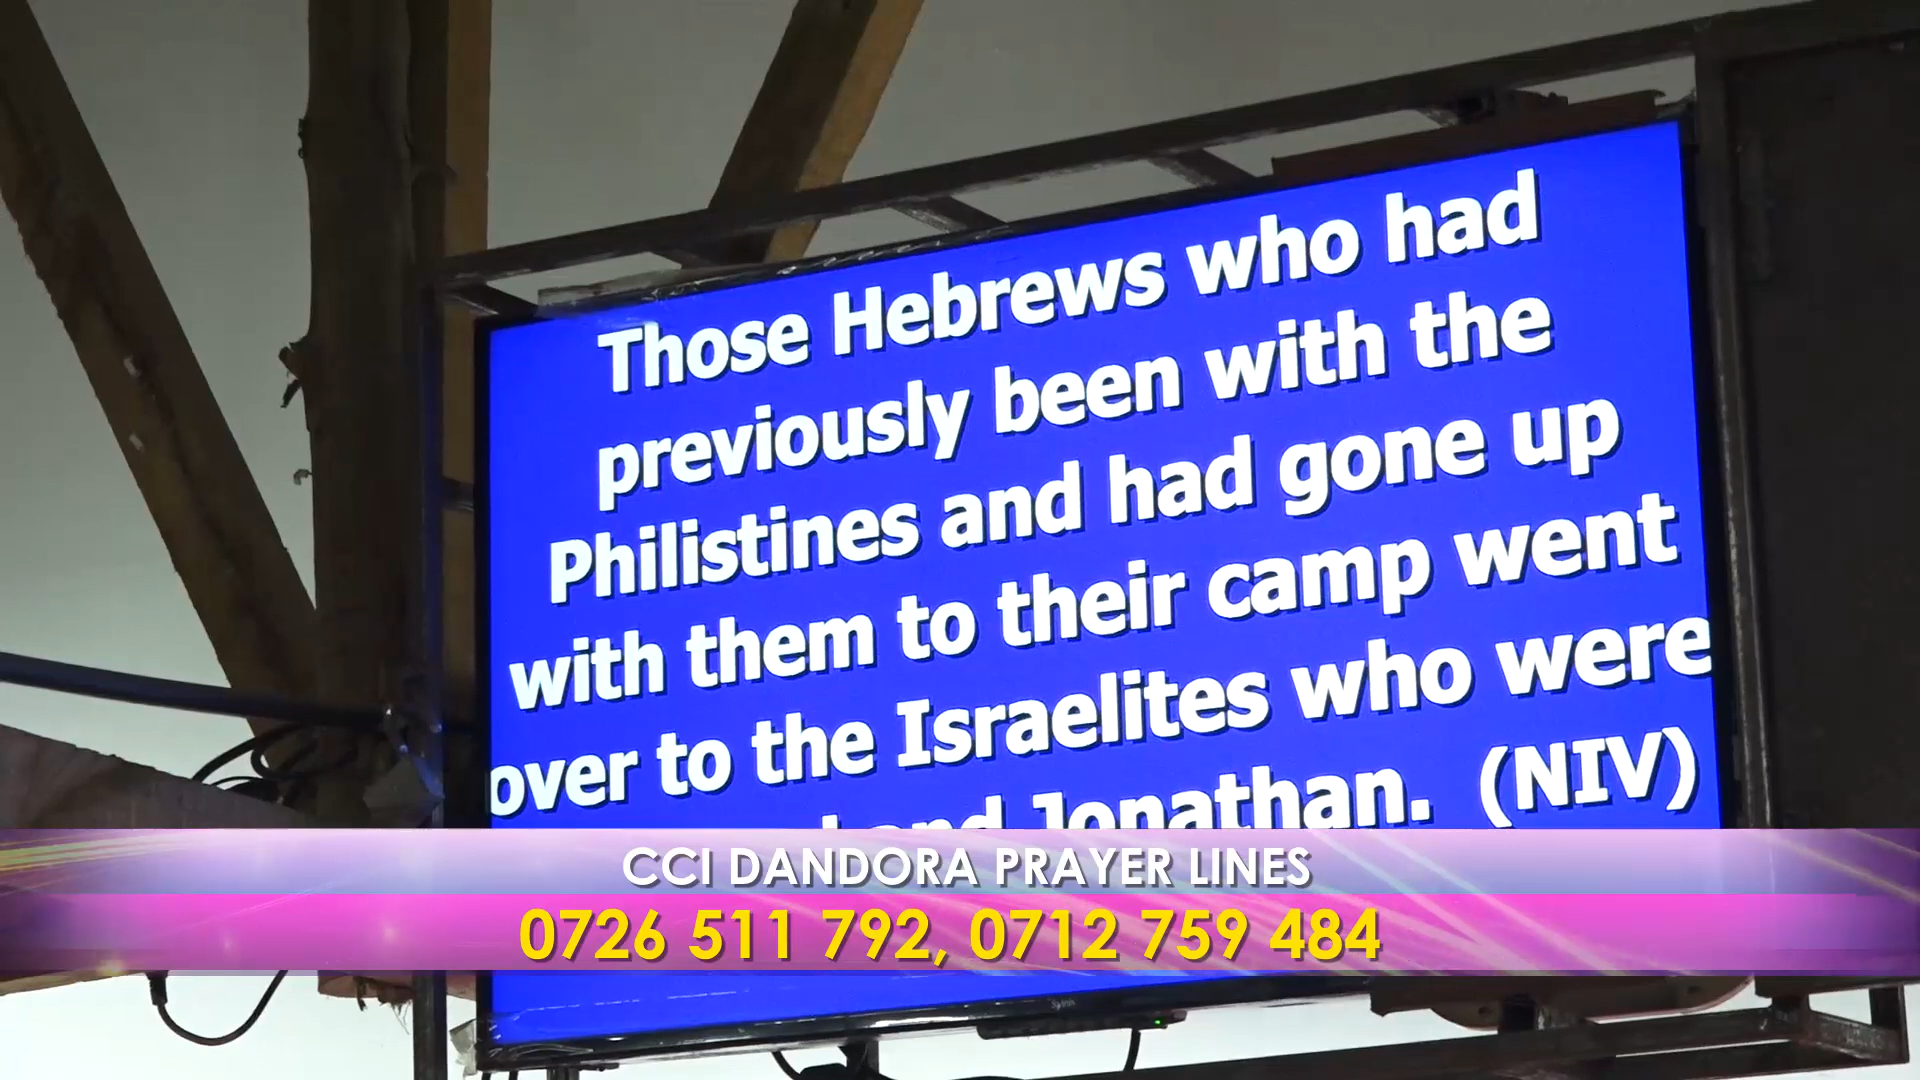 Those Hebrews who had
previously been with the
Philistines and had gone up
with them to their camp went
over to the Israelites who were
and Jonathan. (NIV)
CCI DANDORA PRAYER LINES
0726 511 792, 0712 759 484